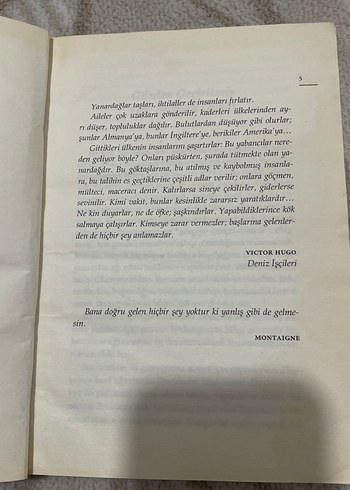 5
Yanardağlar taşları, ihtilaller de insanları fırlatır.
Aileler çok uzaklara gönderilir, kaderleri ülkelerinden ay-
rı düşer, topluluklar dağılır. Bulutlardan düşüyor gibi olurlar;
şunlar Almanya'ya, bunlar İngiltere'ye, berikiler Amerika'ya...
Gittikleri ülkenin insanlarını şaşırtırlar: Bu yabancılar nere-
den geliyor böyle? Onları püskürten, şurada tütmekte olan ya-
nardağdır. Bu göktaşlarına, bu atılmış ve kaybolmuş insanla-
ra, bu talihin es geçtiklerine çeşitli adlar verilir; onlara göçmen,
mülteci, maceracı denir. Kalırlarsa sineye çekilirler, giderlerse
sevinilir. Kimi vakit, bunlar kesinlikle zararsız yaratıklardır...
Ne kin duyarlar, ne de öfke; şaşkındırlar. Yapabildiklerince kök
salmaya çalışırlar. Kimseye zarar vermezler; başlarına gelenler-
den de hiçbir şey anlamazlar.
VICTOR HUGO
Deniz İşçileri
Bana doğru gelen hiçbir şey yoktur ki yanlış gibi de gelme-
sin.
MONTAIGNE